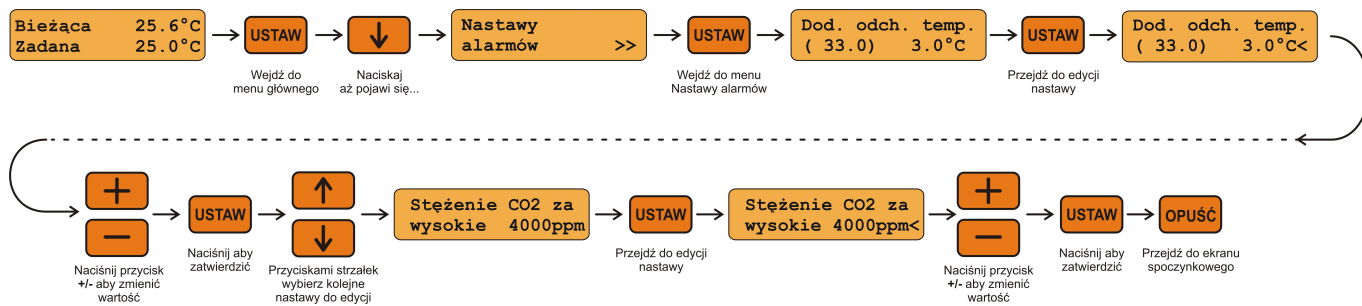 Bieżąca 25.6°C
Zadana 25.0°C
USTAW
Wejdź do
menu głównego
Naciskaj
aż pojawi się...
Nastawy
alarmów >>
USTAW
Wejdź do menu
Nastawy alarmów
Dod. odch. temp.
( 33.0) 3.0°C
USTAW
Przejdź do edycji
nastawy
Dod. odch. temp.
( 33.0) 3.0°C<
Naciśnij przycisk
+/- aby zmienić
wartość
USTAW
Naciśnij aby
zatwierdzić
Przyciskami strzałek
wybierz kolejne
nastawy do edycji
Stężenie CO2 za
wysokie 4000ppm
USTAW
Przejdź do edycji
nastawy
Stężenie CO2 za
wysokie 4000ppm<
Naciśnij przycisk
+/- aby zmienić
wartość
USTAW
Naciśnij aby
zatwierdzić
OPUŚĆ
Przejdź do ekranu
spoczynkowego